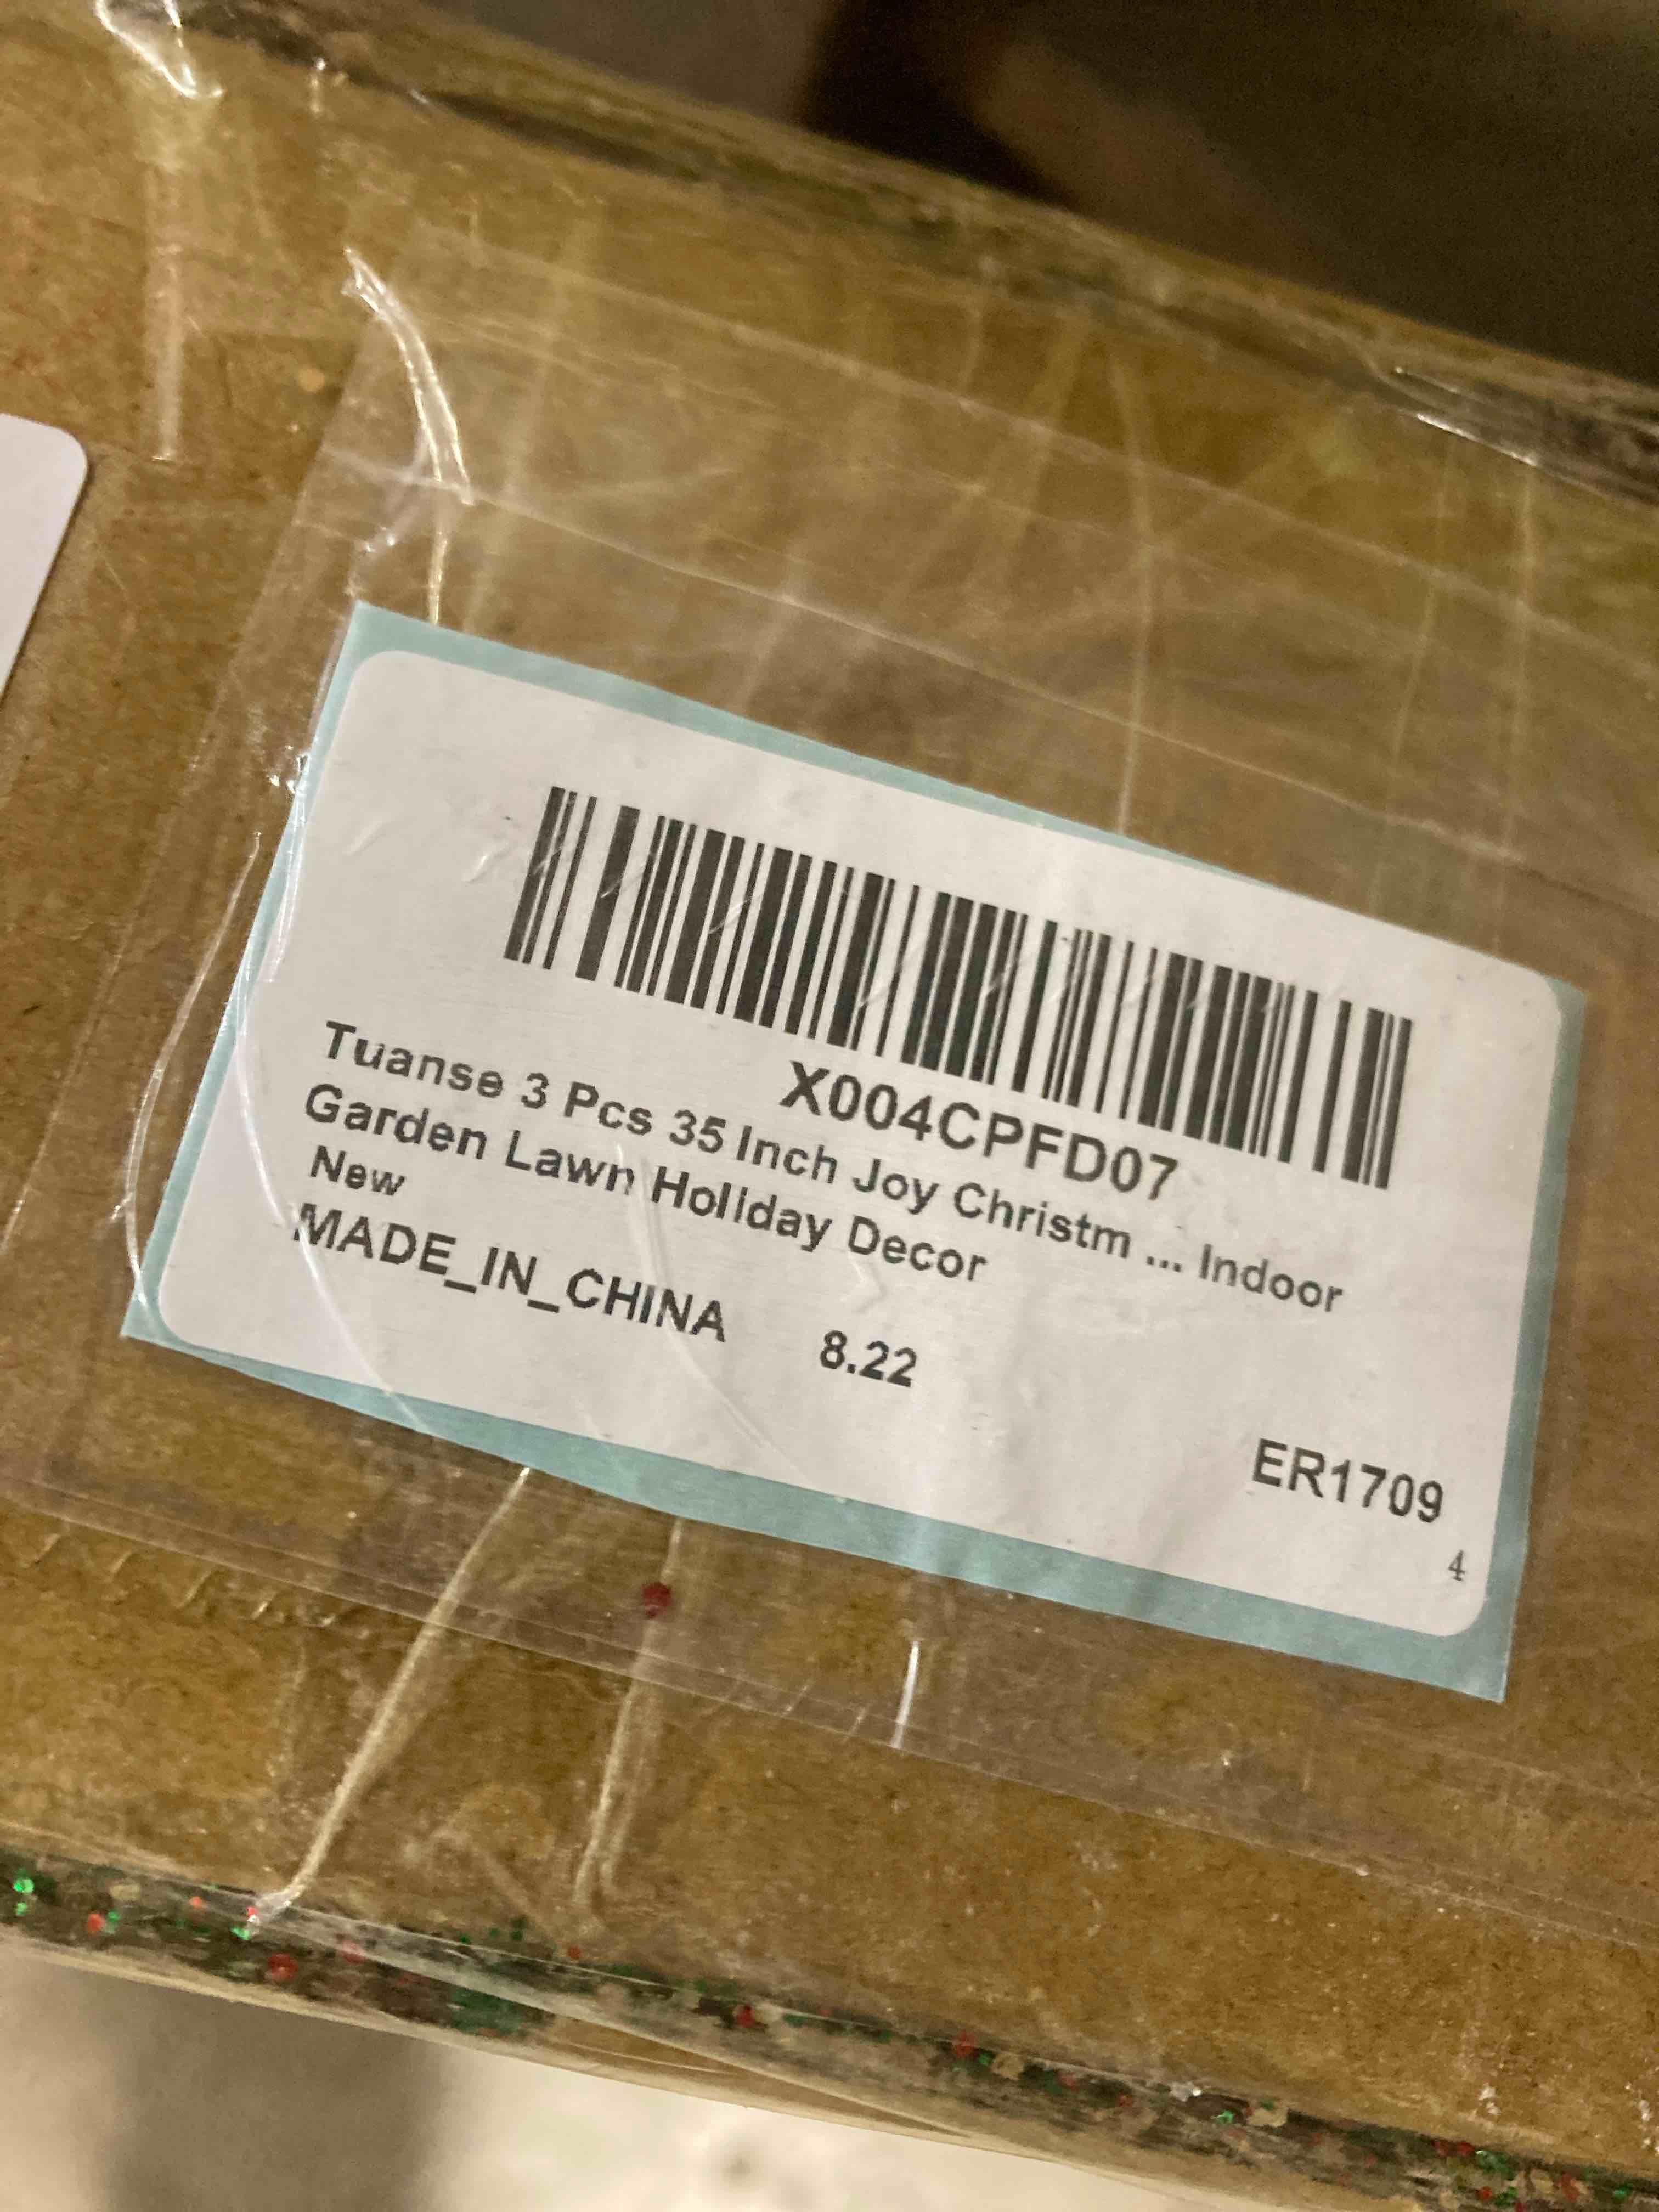 X004CPFD07
Tuanse 3 Pcs 35 Inch Joy Christm ... Indoor
Garden Lawn Holiday Decor
New
MADE_IN_CHINA 8.22
ER1709
4